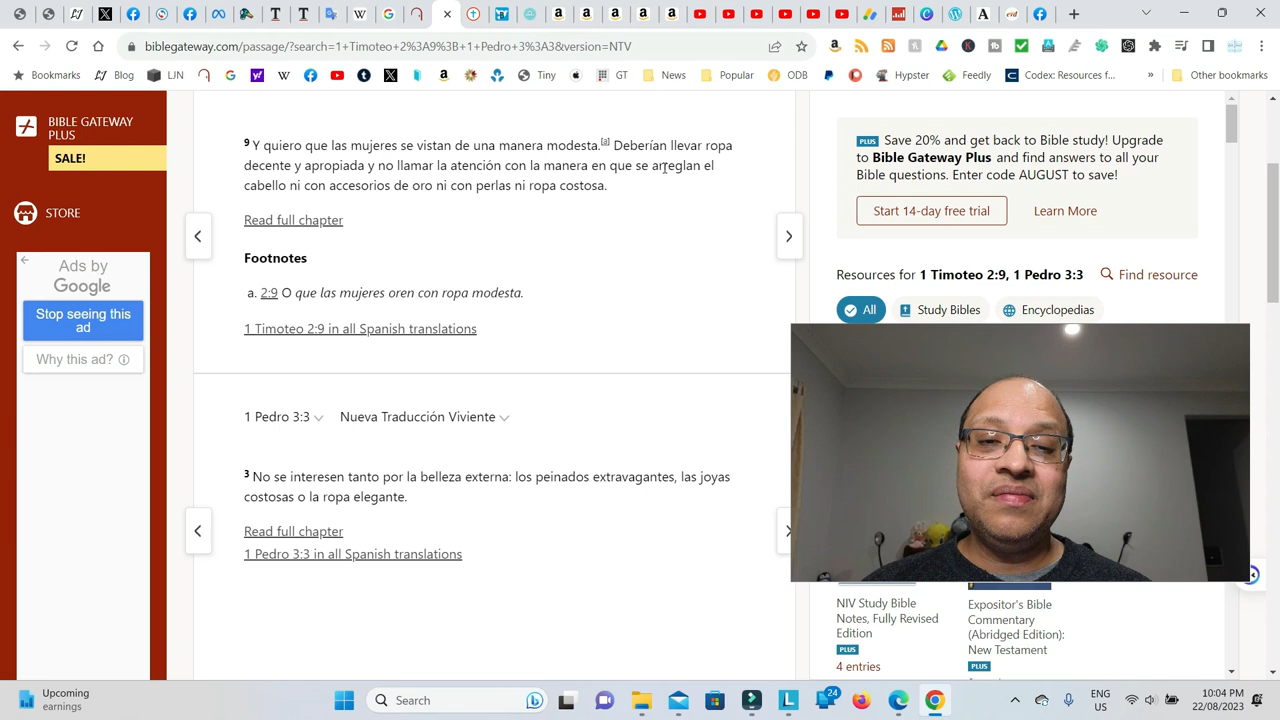 biblegateway.com/passage/?search=1+Timoteo+2%3A9%3B+1+Pedro+3%3A3&version=NTV
Bookmarks Blog LJN Tiny GT News Popular ODB Hypster Feedly Codex: Resources f... » Other bookmarks
BIBLE GATEWAY
PLUS
SALE!
STORE
Ads by
Google
Stop seeing this
ad
Why this ad?
9 Y quiero que las mujeres se vistan de una manera modesta.[a] Deberían llevar ropa
decente y apropiada y no llamar la atención con la manera en que se arreglan el
cabello ni con accesorios de oro ni con perlas ni ropa costosa.
Read full chapter
Footnotes
a. 2:9 O que las mujeres oren con ropa modesta.
1 Timoteo 2:9 in all Spanish translations
1 Pedro 3:3 Nueva Traducción Viviente
3 No se interesen tanto por la belleza externa: los peinados extravagantes, las joyas
costosas o la ropa elegante.
Read full chapter
1 Pedro 3:3 in all Spanish translations
PLUS Save 20% and get back to Bible study! Upgrade
to Bible Gateway Plus and find answers to all your
Bible questions. Enter code AUGUST to save!
Start 14-day free trial Learn More
Resources for 1 Timoteo 2:9, 1 Pedro 3:3 Find resource
All Study Bibles Encyclopedias
NIV Study Bible
Notes, Fully Revised
Edition
PLUS
4 entries
Expositor's Bible
Commentary
(Abridged Edition):
New Testament
PLUS
Upcoming
earnings
Search
24
ENG
US
10:04 PM
22/08/2023